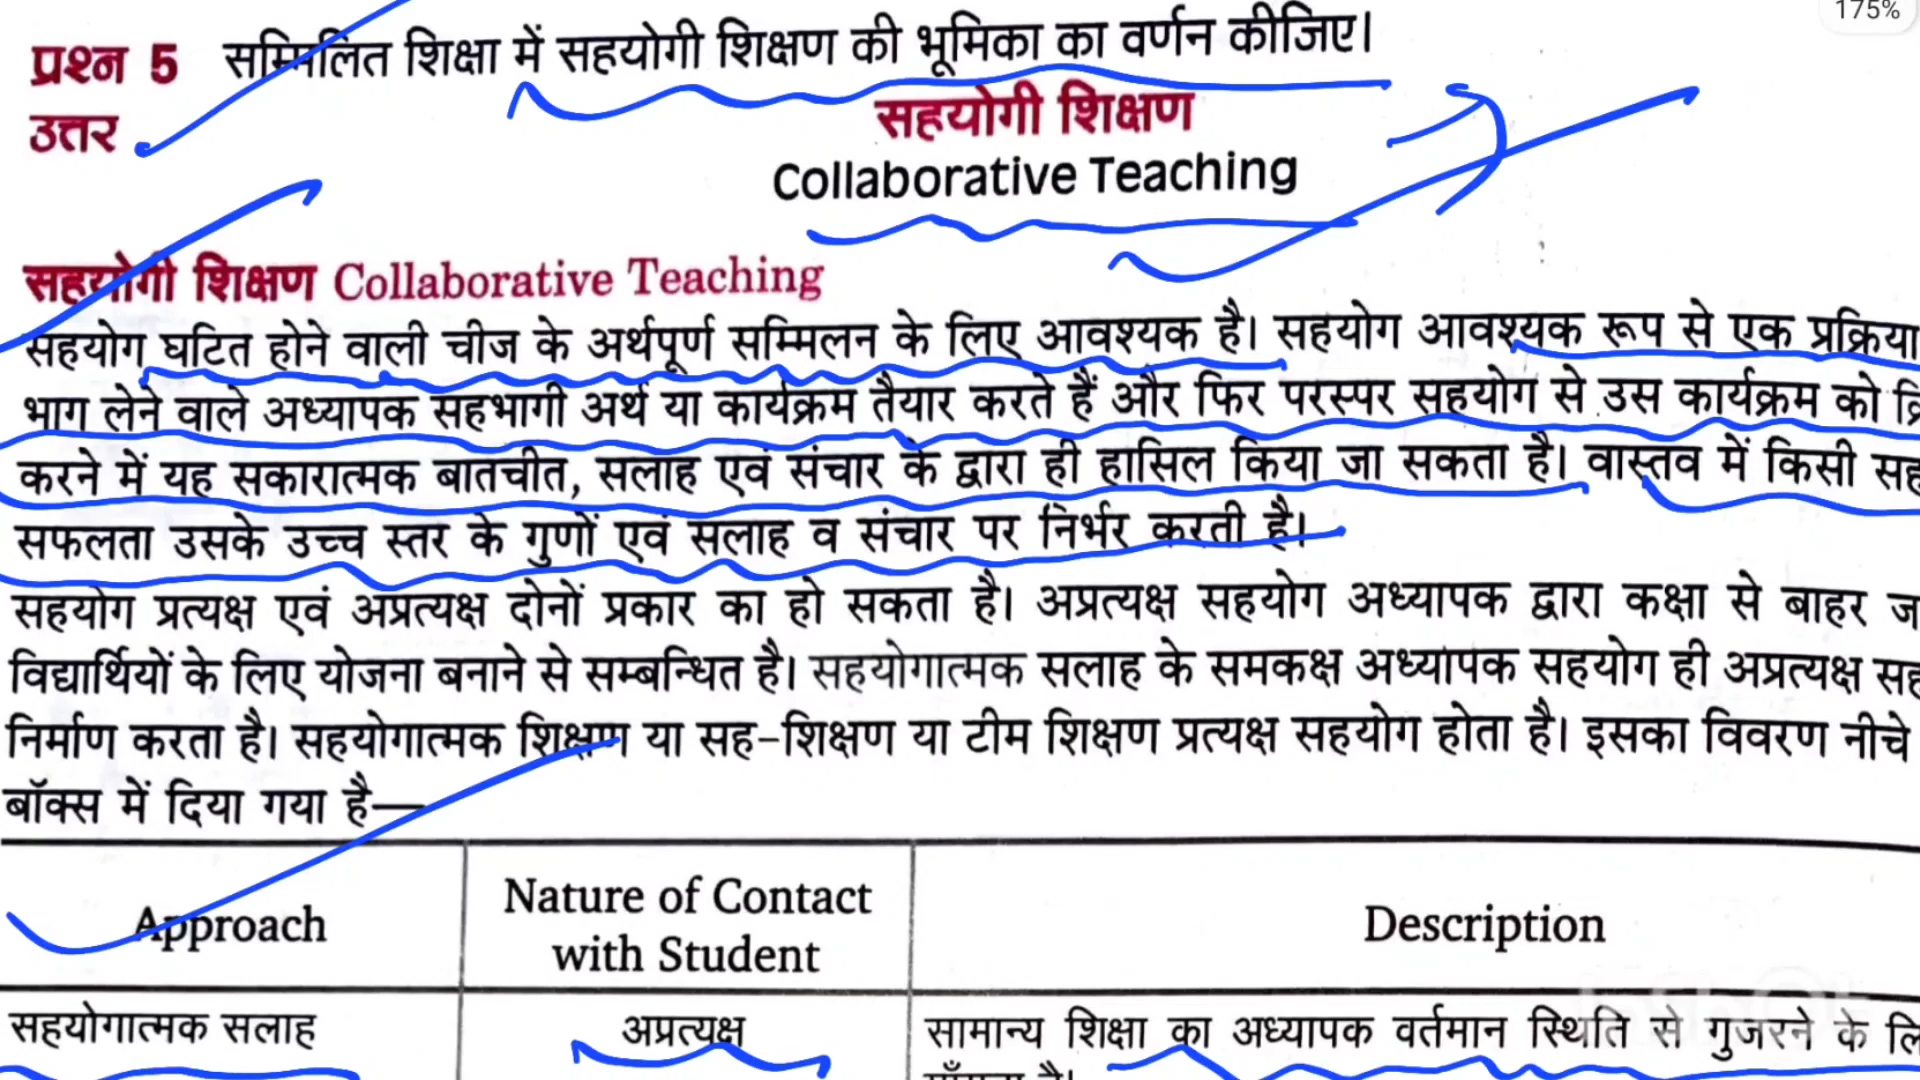 175%
प्रश्न 5 सम्मिलित शिक्षा में सहयोगी शिक्षण की भूमिका का वर्णन कीजिए।
उत्तर
सहयोगी शिक्षण
Collaborative Teaching
सहयोगी शिक्षण Collaborative Teaching
सहयोग घटित होने वाली चीज के अर्थपूर्ण सम्मिलन के लिए आवश्यक है। सहयोग आवश्यक रूप से एक प्रक्रिया
भाग लेने वाले अध्यापक सहभागी अर्थ या कार्यक्रम तैयार करते हैं और फिर परस्पर सहयोग से उस कार्यक्रम को
करने में यह सकारात्मक बातचीत, सलाह एवं संचार के द्वारा ही हासिल किया जा सकता है। वास्तव में किसी
सफलता उसके उच्च स्तर के गुणों एवं सलाह व संचार पर निर्भर करती है।
सहयोग प्रत्यक्ष एवं अप्रत्यक्ष दोनों प्रकार का हो सकता है। अप्रत्यक्ष सहयोग अध्यापक द्वारा कक्षा से बाहर
विद्यार्थियों के लिए योजना बनाने से सम्बन्धित है। सहयोगात्मक सलाह के समकक्ष अध्यापक सहयोग ही अप्रत्यक्ष
निर्माण करता है। सहयोगात्मक शिक्षण या सह-शिक्षण या टीम शिक्षण प्रत्यक्ष सहयोग होता है। इसका विवरण नीचे
बॉक्स में दिया गया है—
Approach
Nature of Contact
with Student
Description
सहयोगात्मक सलाह
अप्रत्यक्ष
सामान्य शिक्षा का अध्यापक वर्तमान स्थिति से गुजरने के